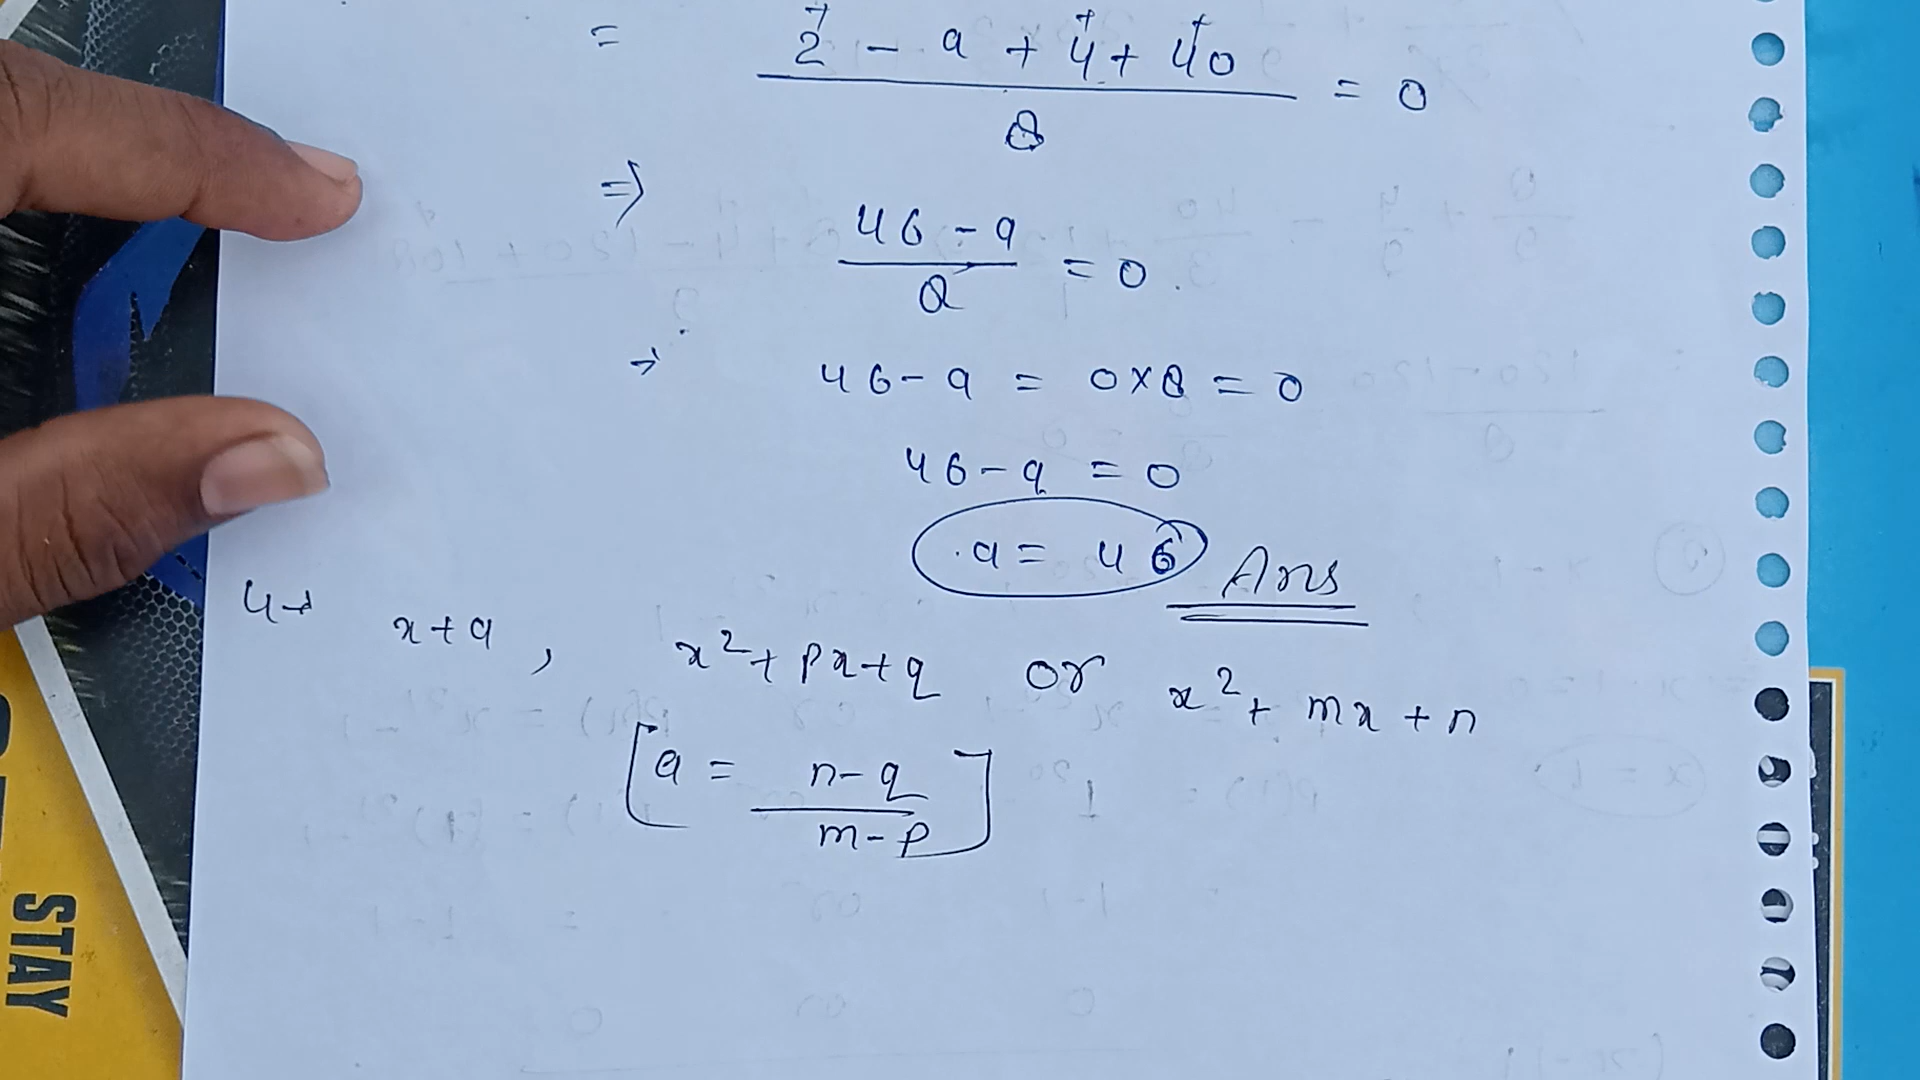 = 2 - a + 4 + 40 = 0
8
=> 46 - a = 0
8
→ 46 - a = 0 x 8 = 0
46 - a = 0
a = 46 Ans
4→ x + a , x² + px + q or x² + mx + n
[a = n - q]
m - p
STAY